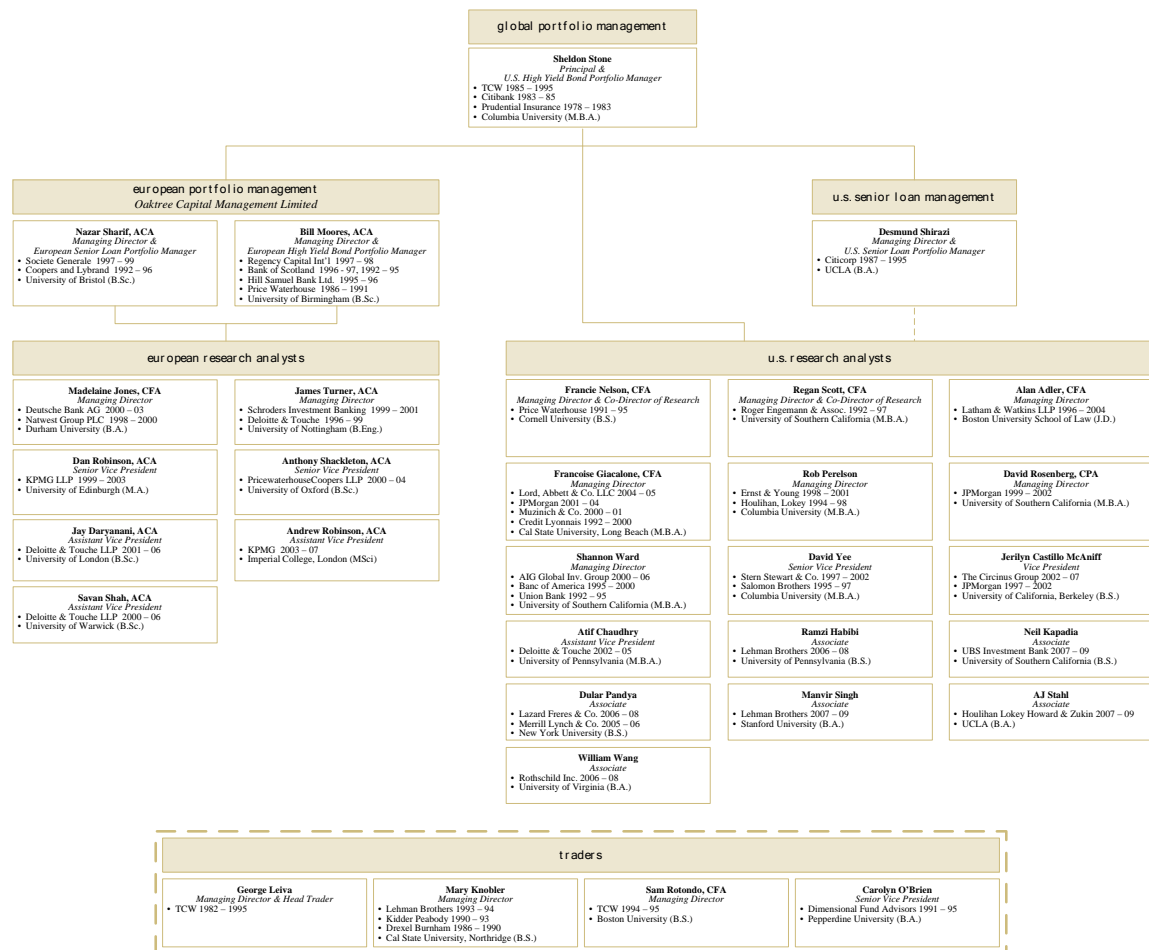 global portfolio management
Sheldon Stone
Principal &
U.S. High Yield Bond Portfolio Manager
• TCW 1985 – 1995
• Citibank 1983 – 85
• Prudential Insurance 1978 – 1983
• Columbia University (M.B.A.)
european portfolio management
Oaktree Capital Management Limited
Nazar Sharif, ACA
Managing Director &
European Senior Loan Portfolio Manager
• Societe Generale 1997 – 99
• Coopers and Lybrand 1992 – 96
• University of Bristol (B.Sc.)
Bill Moores, ACA
Managing Director &
European High Yield Bond Portfolio Manager
• Regency Capital Int'l 1997 – 98
• Bank of Scotland 1996 - 97, 1992 – 95
• Hill Samuel Bank Ltd. 1995 – 96
• Price Waterhouse 1986 – 1991
• University of Birmingham (B.Sc.)
u.s. senior loan management
Desmund Shirazi
Managing Director &
U.S. Senior Loan Portfolio Manager
• Citicorp 1987 – 1995
• UCLA (B.A.)
european research analysts
Madelaine Jones, CFA
Managing Director
• Deutsche Bank AG 2000 – 03
• Natwest Group PLC 1998 – 2000
• Durham University (B.A.)
James Turner, ACA
Managing Director
• Schroders Investment Banking 1999 – 2001
• Deloitte & Touche 1996 – 99
• University of Nottingham (B.Eng.)
Dan Robinson, ACA
Senior Vice President
• KPMG LLP 1999 – 2003
• University of Edinburgh (M.A.)
Anthony Shackleton, ACA
Senior Vice President
• PricewaterhouseCoopers LLP 2000 – 04
• University of Oxford (B.Sc.)
Jay Daryanani, ACA
Assistant Vice President
• Deloitte & Touche LLP 2001 – 06
• University of London (B.Sc.)
Andrew Robinson, ACA
Assistant Vice President
• KPMG 2003 – 07
• Imperial College, London (MSci)
Savan Shah, ACA
Assistant Vice President
• Deloitte & Touche LLP 2000 – 06
• University of Warwick (B.Sc.)
u.s. research analysts
Francie Nelson, CFA
Managing Director & Co-Director of Research
• Price Waterhouse 1991 – 95
• Cornell University (B.S.)
Regan Scott, CFA
Managing Director & Co-Director of Research
• Roger Engemann & Assoc. 1992 – 97
• University of Southern California (M.B.A.)
Alan Adler, CFA
Managing Director
• Latham & Watkins LLP 1996 – 2004
• Boston University School of Law (J.D.)
Francoise Giacalone, CFA
Managing Director
• Lord, Abbett & Co. LLC 2004 – 05
• JPMorgan 2001 – 04
• Muzinich & Co. 2000 – 01
• Credit Lyonnais 1992 – 2000
• Cal State University, Long Beach (M.B.A.)
Rob Perelson
Managing Director
• Ernst & Young 1998 – 2001
• Houlihan, Lokey 1994 – 98
• Columbia University (M.B.A.)
David Rosenberg, CPA
Managing Director
• JPMorgan 1999 – 2002
• University of Southern California (M.B.A.)
Shannon Ward
Managing Director
• AIG Global Inv. Group 2000 – 06
• Banc of America 1995 – 2000
• Union Bank 1992 – 95
• University of Southern California (M.B.A.)
David Yee
Senior Vice President
• Stern Stewart & Co. 1997 – 2002
• Salomon Brothers 1995 – 97
• Columbia University (M.B.A.)
Jerilyn Castillo McAniff
Vice President
• The Circinus Group 2002 – 07
• JPMorgan 1997 – 2002
• University of California, Berkeley (B.S.)
Atif Chaudhry
Assistant Vice President
• Deloitte & Touche 2002 – 05
• University of Pennsylvania (M.B.A.)
Ramzi Habibi
Associate
• Lehman Brothers 2006 – 08
• University of Pennsylvania (B.S.)
Neil Kapadia
Associate
• UBS Investment Bank 2007 – 09
• University of Southern California (B.S.)
Dular Pandya
Associate
• Lazard Freres & Co. 2006 – 08
• Merrill Lynch & Co. 2005 – 06
• New York University (B.S.)
Manvir Singh
Associate
• Lehman Brothers 2007 – 09
• Stanford University (B.A.)
AJ Stahl
Associate
• Houlihan Lokey Howard & Zukin 2007 – 09
• UCLA (B.A.)
William Wang
Associate
• Rothschild Inc. 2006 – 08
• University of Virginia (B.A.)
traders
George Leiva
Managing Director & Head Trader
• TCW 1982 – 1995
Mary Knobler
Managing Director
• Lehman Brothers 1993 – 94
• Kidder Peabody 1990 – 93
• Drexel Burnham 1986 – 1990
• Cal State University, Northridge (B.S.)
Sam Rotondo, CFA
Managing Director
• TCW 1994 – 95
• Boston University (B.S.)
Carolyn O'Brien
Senior Vice President
• Dimensional Fund Advisors 1991 – 95
• Pepperdine University (B.A.)